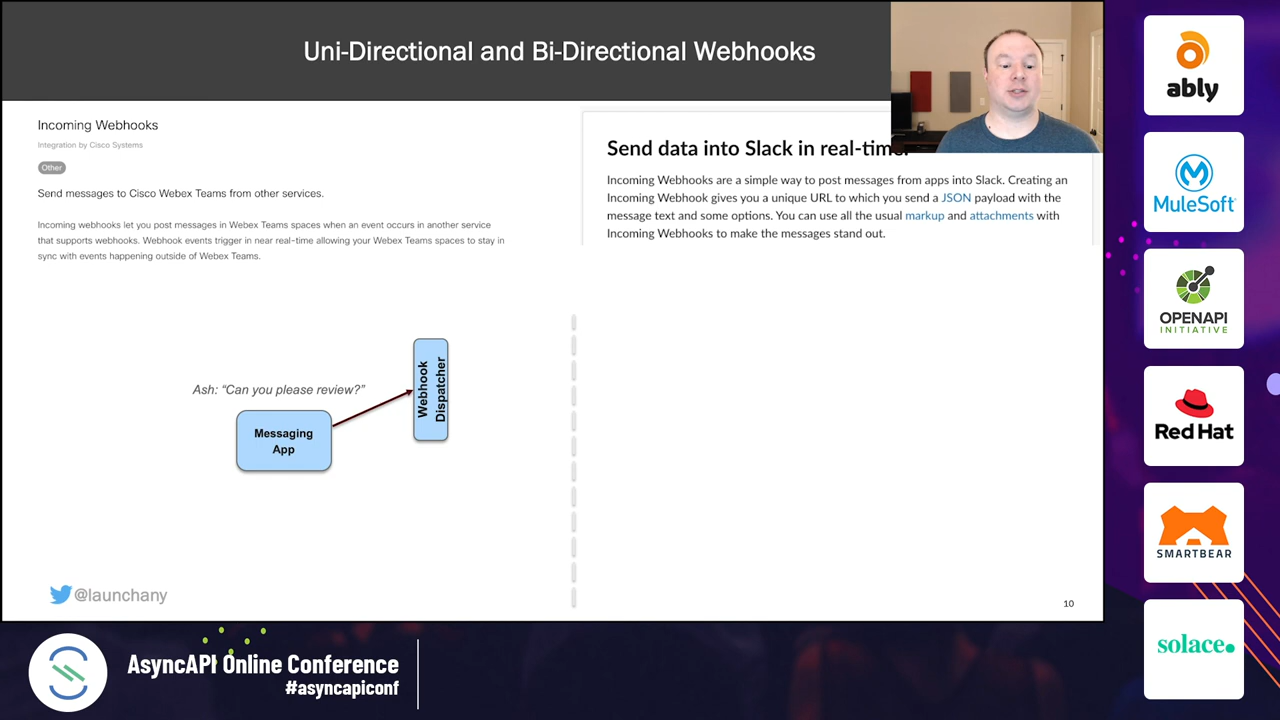 Uni-Directional and Bi-Directional Webhooks
Incoming Webhooks
Integration by Cisco Systems
Other
Send messages to Cisco Webex Teams from other services.
Incoming webhooks let you post messages in Webex Teams spaces when an event occurs in another service
that supports webhooks. Webhook events trigger in near real-time allowing your Webex Teams spaces to stay in
sync with events happening outside of Webex Teams.
Send data into Slack in real-time.
Incoming Webhooks are a simple way to post messages from apps into Slack. Creating an
Incoming Webhook gives you a unique URL to which you send a JSON payload with the
message text and some options. You can use all the usual markup and attachments with
Incoming Webhooks to make the messages stand out.
Ash: “Can you please review?”
Messaging
App
Webhook
Dispatcher
@launchany
10
AsyncAPI Online Conference
#asyncapiconf
ably
MuleSoft
OPENAPI
INITIATIVE
Red Hat
SMARTBEAR
solace.